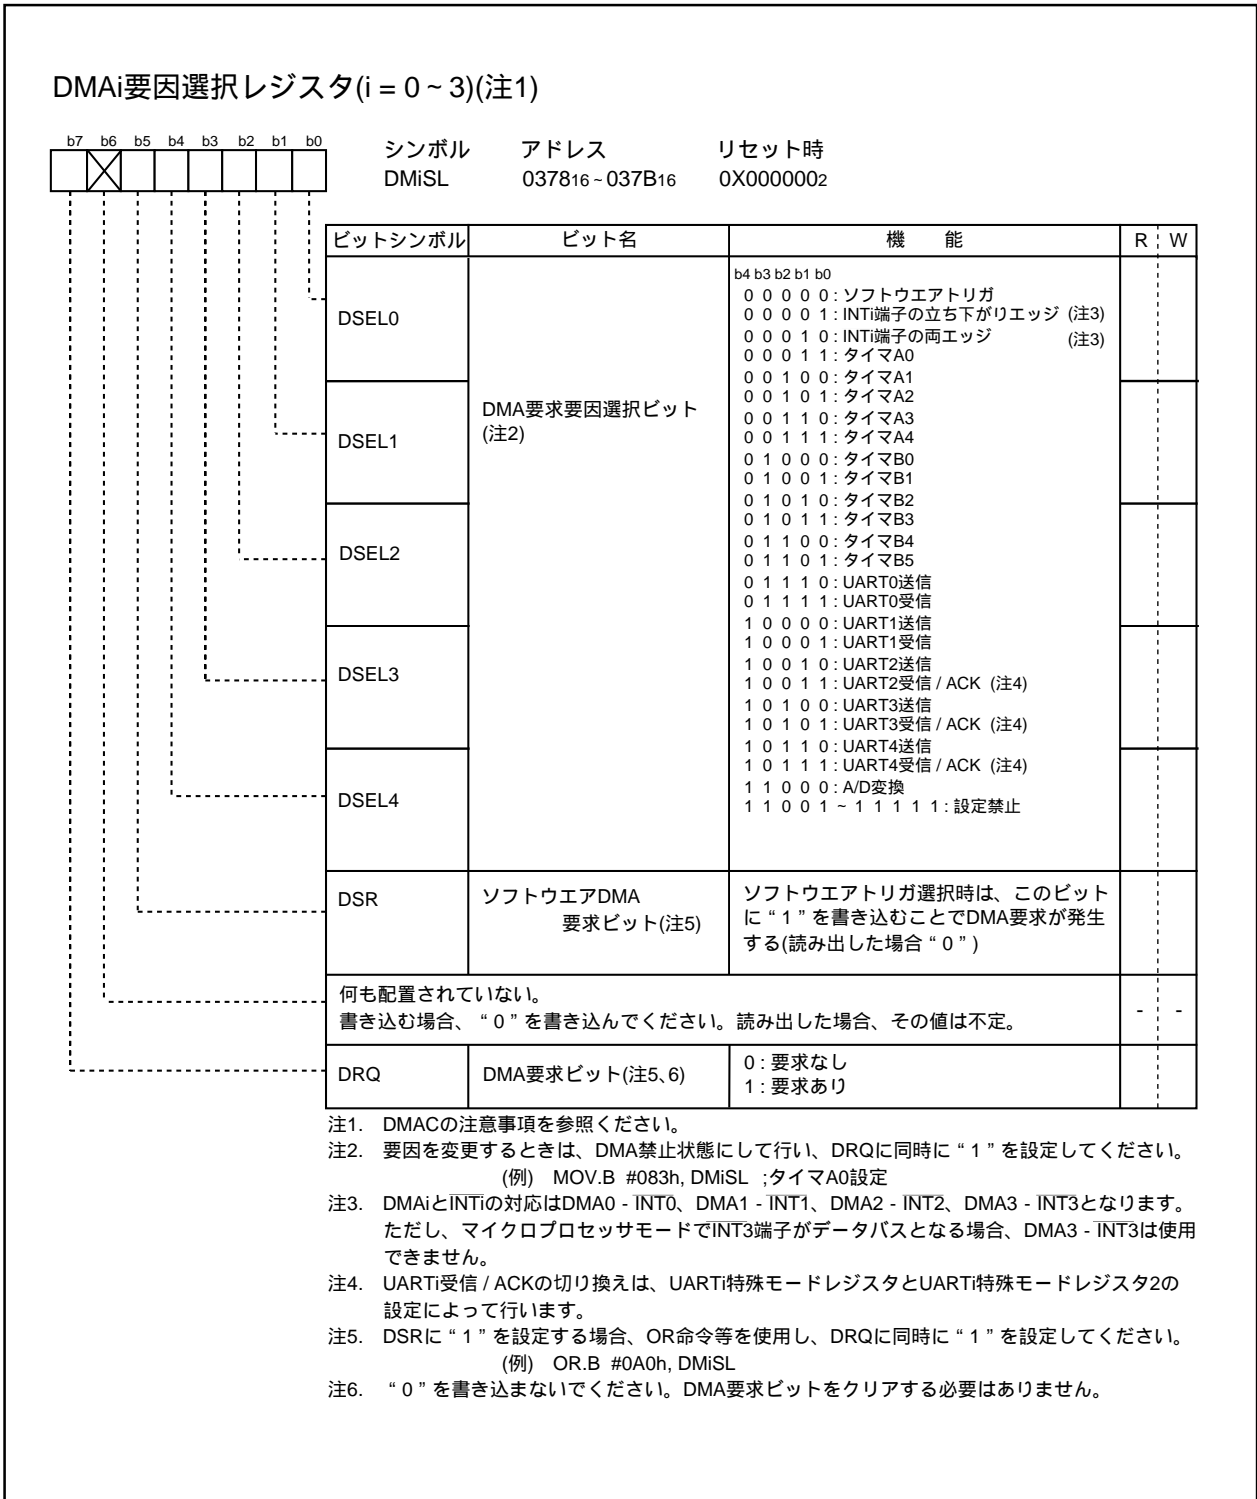 DMAi要因選択レジスタ(i = 0 ~ 3)(注1)
b7 b6 b5 b4 b3 b2 b1 b0
シンボル アドレス リセット時
DMiSL 037816 ~ 037B16 0X0000002
ビットシンボル ビット名 機 能 R W
b4 b3 b2 b1 b0
0 0 0 0 0 : ソフトウエアトリガ
0 0 0 0 1 : INTi端子の立ち下がりエッジ (注3)
0 0 0 1 0 : INTi端子の両エッジ (注3)
0 0 0 1 1 : タイマA0
0 0 1 0 0 : タイマA1
0 0 1 0 1 : タイマA2
0 0 1 1 0 : タイマA3
0 0 1 1 1 : タイマA4
0 1 0 0 0 : タイマB0
0 1 0 0 1 : タイマB1
0 1 0 1 0 : タイマB2
0 1 0 1 1 : タイマB3
0 1 1 0 0 : タイマB4
0 1 1 0 1 : タイマB5
0 1 1 1 0 : UART0送信
0 1 1 1 1 : UART0受信
1 0 0 0 0 : UART1送信
1 0 0 0 1 : UART1受信
1 0 0 1 0 : UART2送信
1 0 0 1 1 : UART2受信 / ACK (注4)
1 0 1 0 0 : UART3送信
1 0 1 0 1 : UART3受信 / ACK (注4)
1 0 1 1 0 : UART4送信
1 0 1 1 1 : UART4受信 / ACK (注4)
1 1 0 0 0 : A/D変換
1 1 0 0 1 ~ 1 1 1 1 1 : 設定禁止
DSEL0
DSEL1
DSEL2
DSEL3
DSEL4
DMA要求要因選択ビット
(注2)
DSR
ソフトウエアDMA
要求ビット(注5)
ソフトウエアトリガ選択時は、このビット
に “ 1 ” を書き込むことでDMA要求が発生
する(読み出した場合 “ 0 ” )
何も配置されていない。
書き込む場合、 “ 0 ” を書き込んでください。読み出した場合、その値は不定。
- -
DRQ
DMA要求ビット(注5、6)
0 : 要求なし
1 : 要求あり
注1. DMACの注意事項を参照ください。
注2. 要因を変更するときは、DMA禁止状態にして行い、DRQに同時に “ 1 ” を設定してください。
(例) MOV.B #083h, DMiSL ;タイマA0設定
注3. DMAiとINTiの対応はDMA0 - INT0、DMA1 - INT1、DMA2 - INT2、DMA3 - INT3となります。
ただし、マイクロプロセッサモードでINT3端子がデータバスとなる場合、DMA3 - INT3は使用
できません。
注4. UARTi受信 / ACKの切り換えは、UARTi特殊モードレジスタとUARTi特殊モードレジスタ2の
設定によって行います。
注5. DSRに “ 1 ” を設定する場合、OR命令等を使用し、DRQに同時に “ 1 ” を設定してください。
(例) OR.B #0A0h, DMiSL
注6. “ 0 ” を書き込まないでください。DMA要求ビットをクリアする必要はありません。